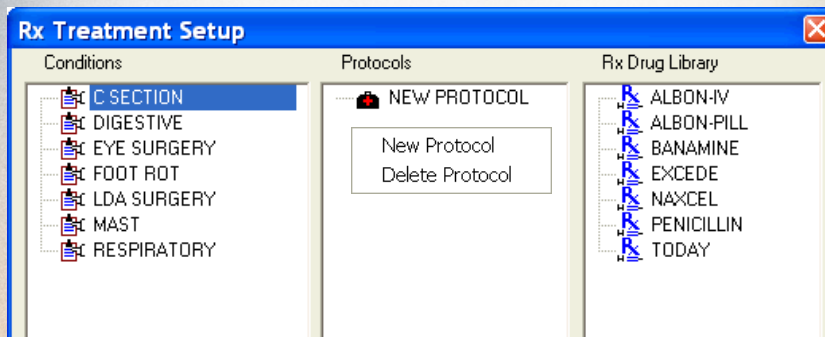 Rx Treatment Setup
Conditions
C SECTION
DIGESTIVE
EYE SURGERY
FOOT ROT
LDA SURGERY
MAST
RESPIRATORY
Protocols
NEW PROTOCOL
New Protocol
Delete Protocol
Rx Drug Library
ALBON-IV
ALBON-PILL
BANAMINE
EXCEDE
NAXCEL
PENICILLIN
TODAY